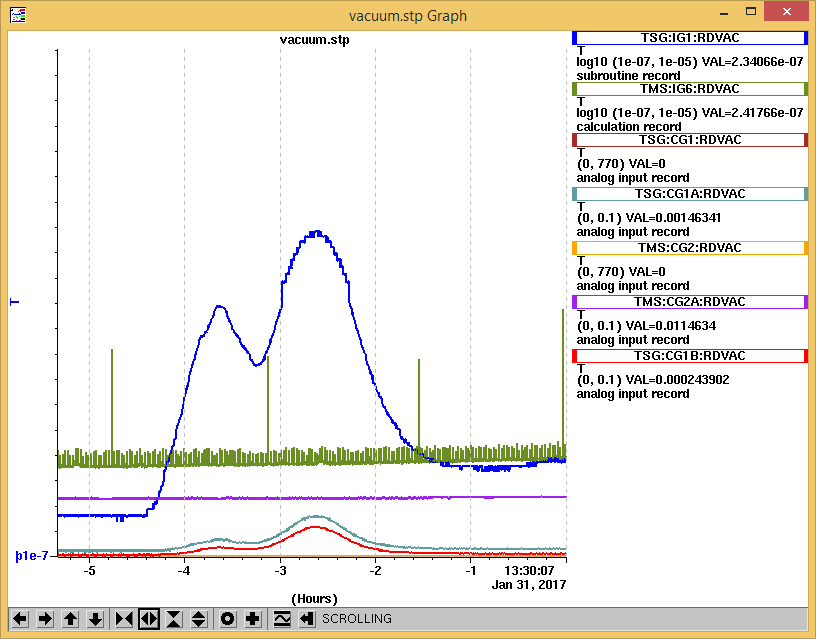 vacuum.stp Graph
vacuum.stp
TSG:IG1:RDVAC
T
log10 (1e-07, 1e-05) VAL=2.34066e-07
subroutine record
TMS:IG6:RDVAC
T
log10 (1e-07, 1e-05) VAL=2.41766e-07
calculation record
TSG:CG1:RDVAC
T
(0, 770) VAL=0
analog input record
TSG:CG1A:RDVAC
T
(0, 0.1) VAL=0.00146341
analog input record
TMS:CG2:RDVAC
T
(0, 770) VAL=0
analog input record
TMS:CG2A:RDVAC
T
(0, 0.1) VAL=0.0114634
analog input record
TSG:CG1B:RDVAC
T
(0, 0.1) VAL=0.000243902
analog input record
T
1e-7
-5 -4 -3 -2 -1 13:30:07
Jan 31, 2017
(Hours)
SCROLLING